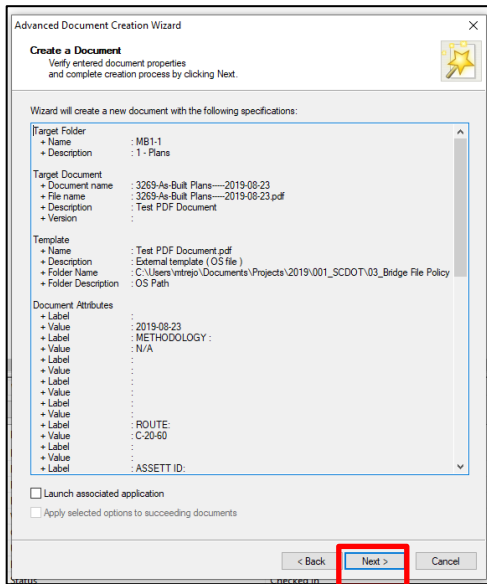 Advanced Document Creation Wizard
Create a Document
Verify entered document properties
and complete creation process by clicking Next.
Wizard will create a new document with the following specifications:
Target Folder
+ Name : MB1-1
+ Description : 1 - Plans
Target Document
+ Document name : 3269-As-Built Plans-----2019-08-23
+ File name : 3269-As-Built Plans-----2019-08-23.pdf
+ Description : Test PDF Document
+ Version :
Template
+ Name : Test PDF Document.pdf
+ Description : External template ( OS file )
+ Folder Name : C:\Users\mtrejo\Documents\Projects\2019\001_SCDOT\03_Bridge File Policy
+ Folder Description : OS Path
Document Attributes
+ Label :
+ Value : 2019-08-23
+ Label : METHODOLOGY :
+ Value : N/A
+ Label :
+ Value :
+ Label :
+ Value :
+ Label :
+ Value :
+ Label : ROUTE:
+ Value : C-20-60
+ Label :
+ Value :
+ Label : ASSETT ID:
Launch associated application
Apply selected options to succeeding documents
< Back Next > Cancel
Status Checked In